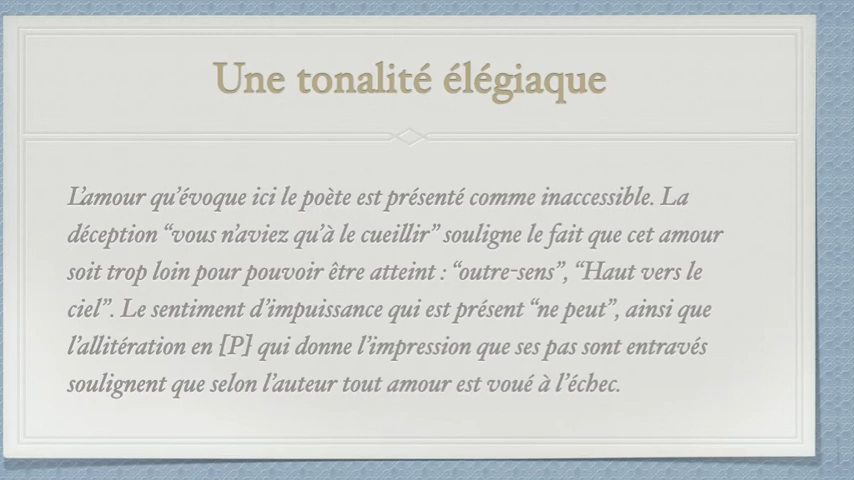 Une tonalité élégiaque
L'amour qu'évoque ici le poète est présenté comme inaccessible. La
déception “vous n'aviez qu'à le cueillir” souligne le fait que cet amour
soit trop loin pour pouvoir être atteint : “outre-sens”, “Haut vers le
ciel”. Le sentiment d'impuissance qui est présent “ne peut”, ainsi que
l'allitération en [P] qui donne l'impression que ses pas sont entravés
soulignent que selon l'auteur tout amour est voué à l'échec.